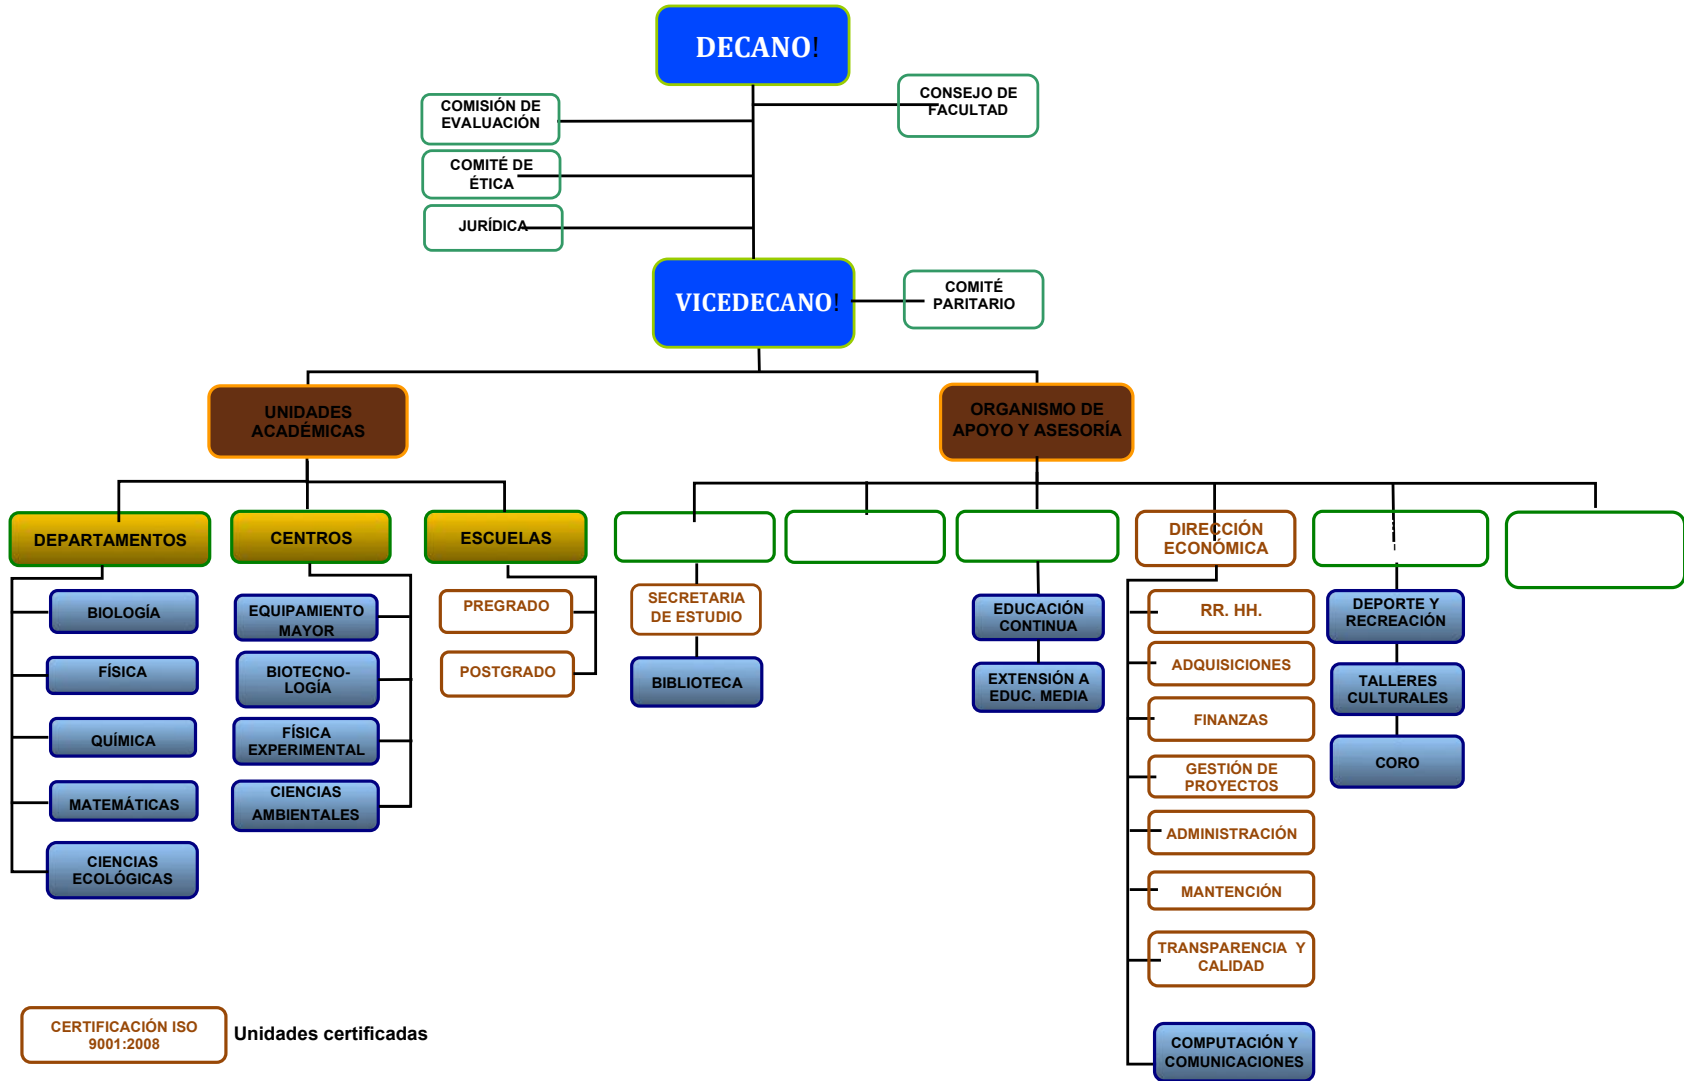 DECANO!
COMISIÓN DE
EVALUACIÓN
CONSEJO DE
FACULTAD
COMITÉ DE
ÉTICA
JURÍDICA
VICEDECANO!
COMITÉ
PARITARIO
UNIDADES
ACADÉMICAS
ORGANISMO DE
APOYO Y ASESORÍA
DEPARTAMENTOS
CENTROS
ESCUELAS
DIRECCIÓN
ECONÓMICA
BIOLOGÍA
FÍSICA
QUÍMICA
MATEMÁTICAS
CIENCIAS
ECOLÓGICAS
EQUIPAMIENTO
MAYOR
BIOTECNO-
LOGÍA
FÍSICA
EXPERIMENTAL
CIENCIAS
AMBIENTALES
PREGRADO
POSTGRADO
SECRETARIA
DE ESTUDIO
BIBLIOTECA
EDUCACIÓN
CONTINUA
EXTENSIÓN A
EDUC. MEDIA
RR. HH.
ADQUISICIONES
FINANZAS
GESTIÓN DE
PROYECTOS
ADMINISTRACIÓN
MANTENCIÓN
TRANSPARENCIA Y
CALIDAD
COMPUTACIÓN Y
COMUNICACIONES
DEPORTE Y
RECREACIÓN
TALLERES
CULTURALES
CORO
CERTIFICACIÓN ISO
9001:2008
Unidades certificadas